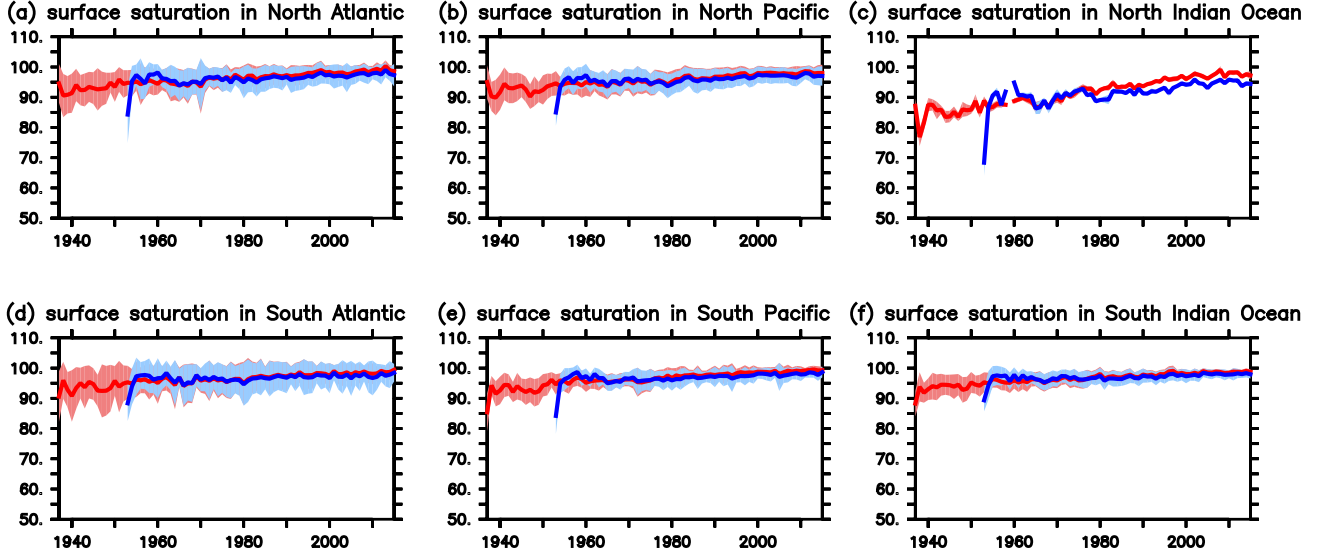 (a) surface saturation in North Atlantic
(b) surface saturation in North Pacific
(c) surface saturation in North Indian Ocean
110. 110. 110.
100. 100. 100.
90. 90. 90.
80. 80. 80.
70. 70. 70.
60. 60. 60.
50. 50. 50.
1940 1960 1980 2000 1940 1960 1980 2000 1940 1960 1980 2000
(d) surface saturation in South Atlantic
(e) surface saturation in South Pacific
(f) surface saturation in South Indian Ocean
110. 110. 110.
100. 100. 100.
90. 90. 90.
80. 80. 80.
70. 70. 70.
60. 60. 60.
50. 50. 50.
1940 1960 1980 2000 1940 1960 1980 2000 1940 1960 1980 2000